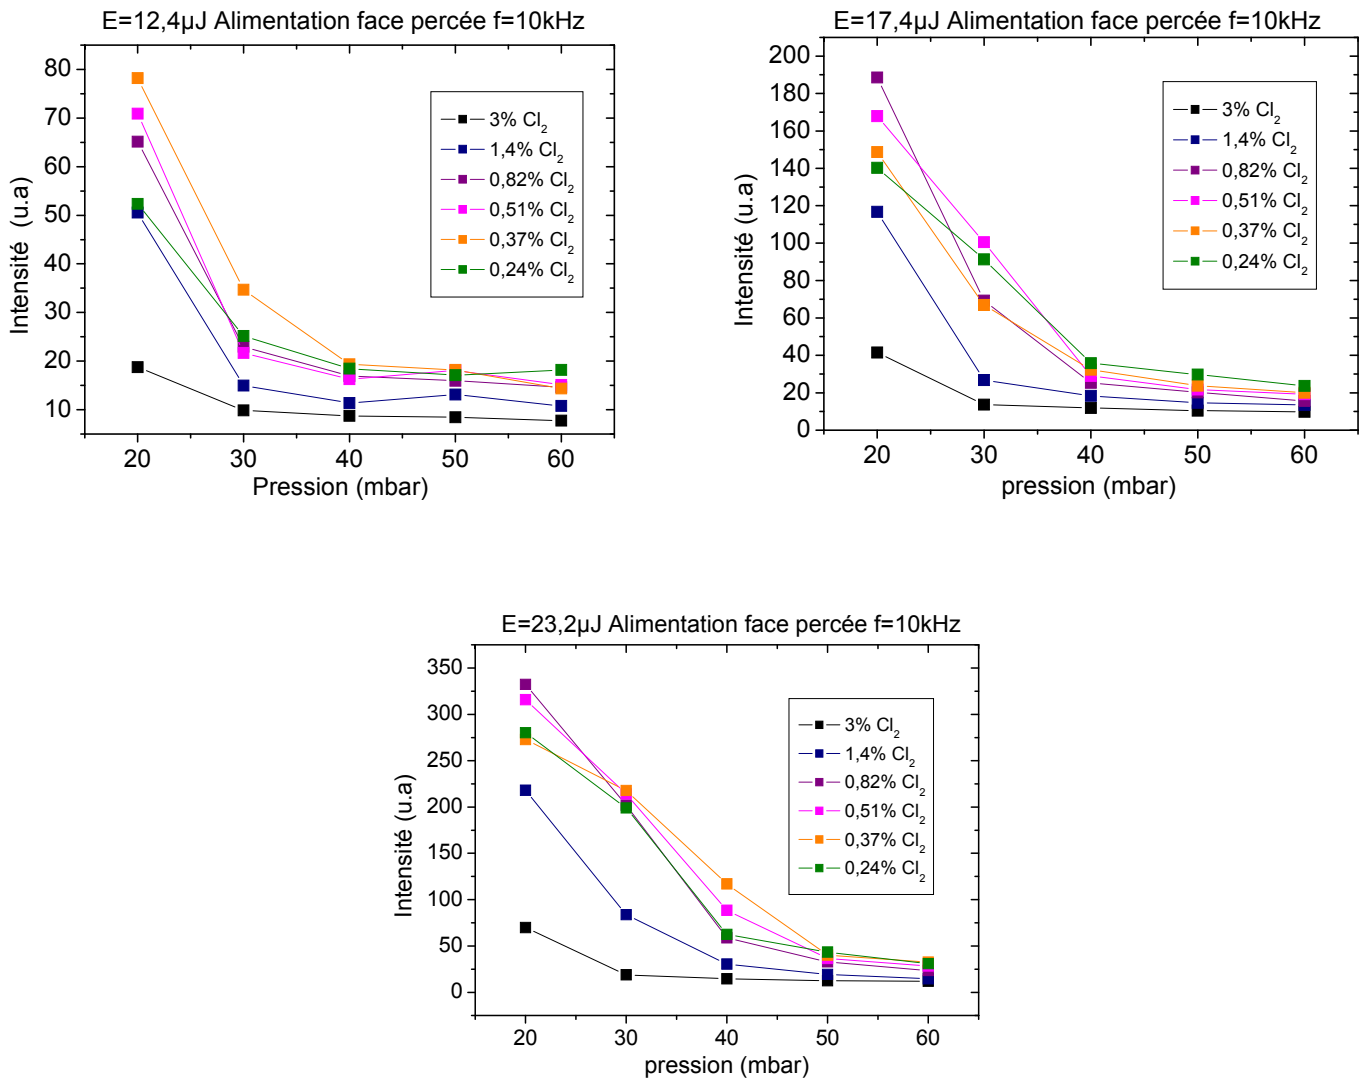 E=12,4µJ Alimentation face percée f=10kHz
80
70
60
50
40
30
20
10
20 30 40 50 60
Intensité (u.a)
Pression (mbar)
3% Cl₂
1,4% Cl₂
0,82% Cl₂
0,51% Cl₂
0,37% Cl₂
0,24% Cl₂
E=17,4µJ Alimentation face percée f=10kHz
200
180
160
140
120
100
80
60
40
20
0
20 30 40 50 60
Intensité (u.a)
pression (mbar)
3% Cl₂
1,4% Cl₂
0,82% Cl₂
0,51% Cl₂
0,37% Cl₂
0,24% Cl₂
E=23,2µJ Alimentation face percée f=10kHz
350
300
250
200
150
100
50
0
20 30 40 50 60
Intensité (u.a)
pression (mbar)
3% Cl₂
1,4% Cl₂
0,82% Cl₂
0,51% Cl₂
0,37% Cl₂
0,24% Cl₂